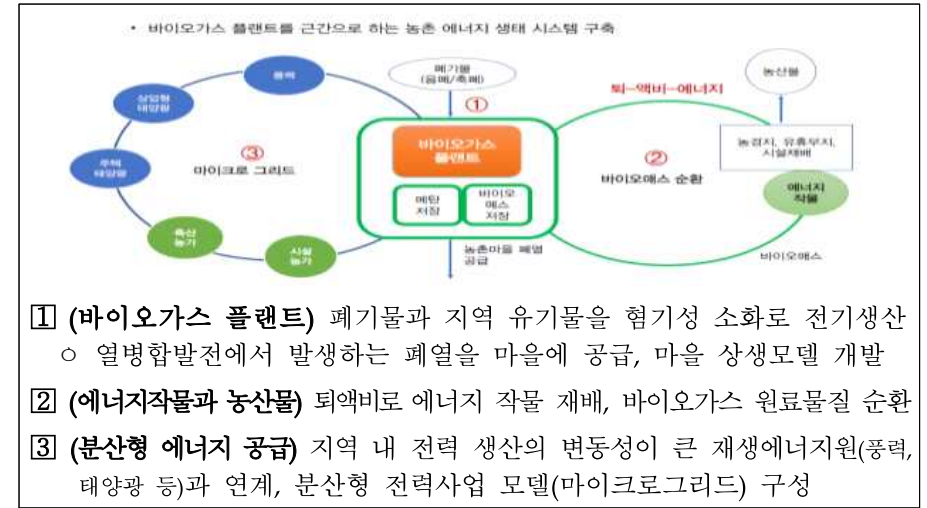 • 바이오가스 플랜트를 근간으로 하는 농촌 에너지 생태 시스템 구축
풍력
상업형
태양광
주택
태양광
축산
농가
시설
농가
③
마이크로 그리드
폐기물
(음폐/축폐)
①
바이오가스
플랜트
메탄
저장
바이오
매스
저장
농촌마을 폐열
공급
퇴-액비-에너지
②
바이오매스 순환
농산물
농경지, 유휴부지,
시설재배
에너지
작물
바이오매스
1 (바이오가스 플랜트) 폐기물과 지역 유기물을 혐기성 소화로 전기생산
ㅇ 열병합발전에서 발생하는 폐열을 마을에 공급, 마을 상생모델 개발
2 (에너지작물과 농산물) 퇴액비로 에너지 작물 재배, 바이오가스 원료물질 순환
3 (분산형 에너지 공급) 지역 내 전력 생산의 변동성이 큰 재생에너지원(풍력,
태양광 등)과 연계, 분산형 전력사업 모델(마이크로그리드) 구성